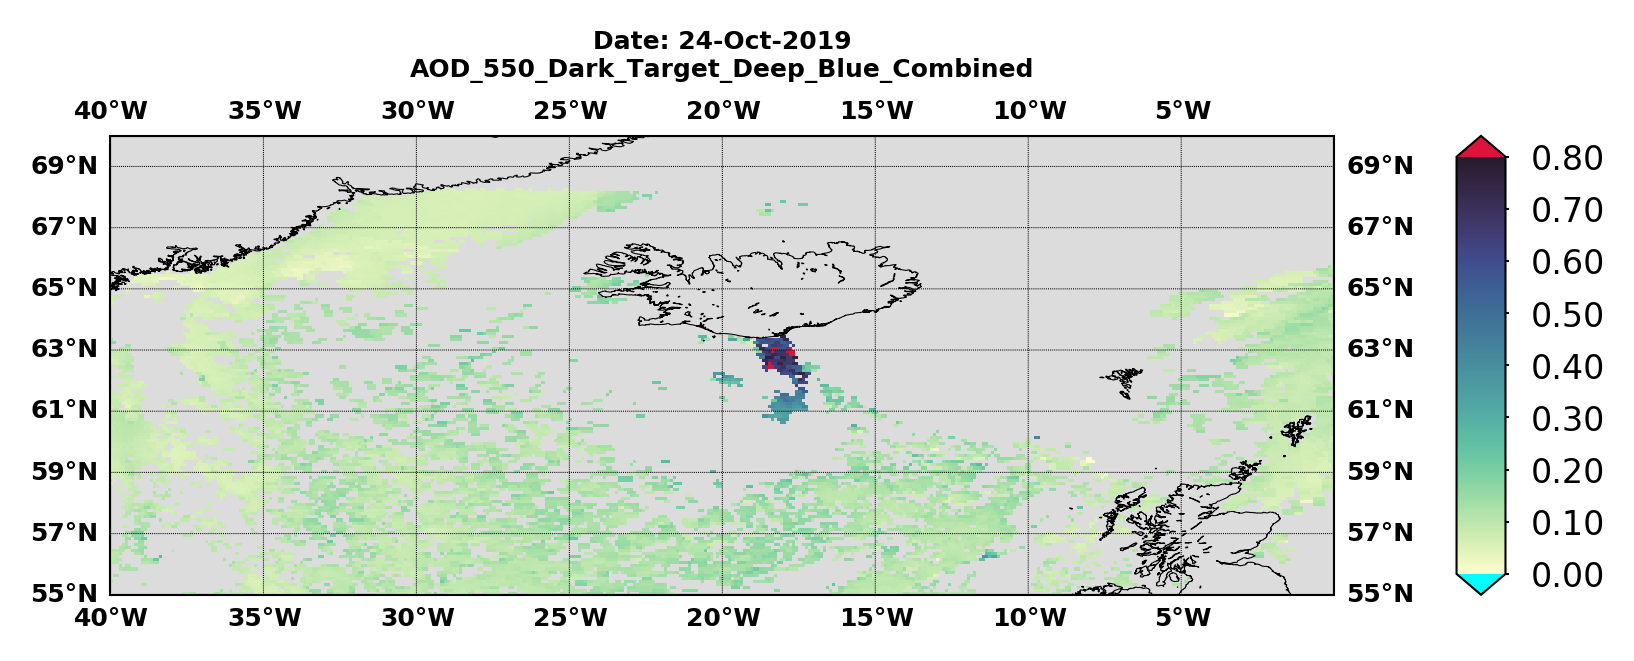 Date: 24-Oct-2019
AOD_550_Dark_Target_Deep_Blue_Combined
40°W 35°W 30°W 25°W 20°W 15°W 10°W 5°W
69°N 69°N 0.80
67°N 67°N 0.70
65°N 65°N 0.60
63°N 63°N 0.50
61°N 61°N 0.40
59°N 59°N 0.30
57°N 57°N 0.20
55°N 55°N 0.10
0.00
40°W 35°W 30°W 25°W 20°W 15°W 10°W 5°W